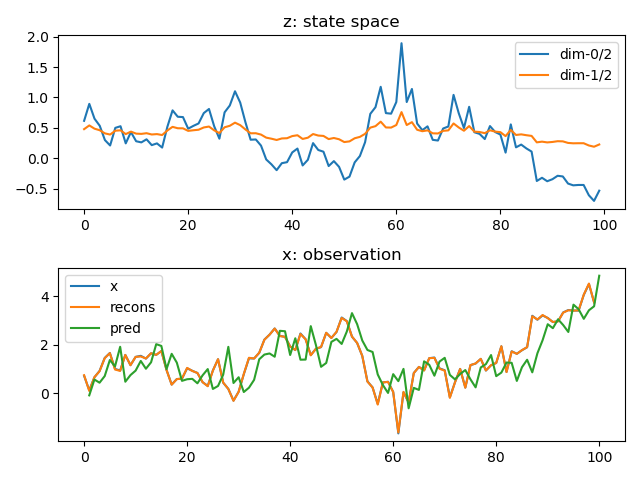 z: state space
2.0
1.5
1.0
0.5
0.0
−0.5
dim-0/2
dim-1/2
0 20 40 60 80 100
x: observation
4
2
0
x
recons
pred
0 20 40 60 80 100